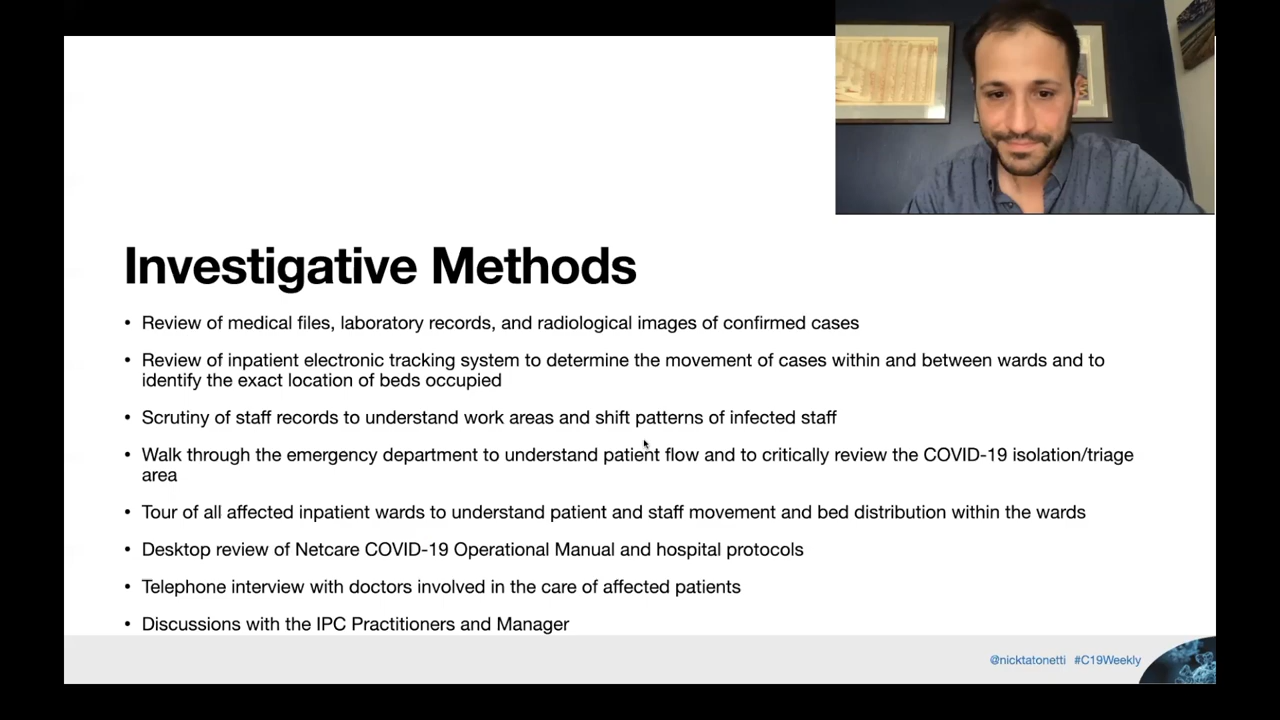 Investigative Methods
• Review of medical files, laboratory records, and radiological images of confirmed cases
• Review of inpatient electronic tracking system to determine the movement of cases within and between wards and to
identify the exact location of beds occupied
• Scrutiny of staff records to understand work areas and shift patterns of infected staff
• Walk through the emergency department to understand patient flow and to critically review the COVID-19 isolation/triage
area
• Tour of all affected inpatient wards to understand patient and staff movement and bed distribution within the wards
• Desktop review of Netcare COVID-19 Operational Manual and hospital protocols
• Telephone interview with doctors involved in the care of affected patients
• Discussions with the IPC Practitioners and Manager
@nicktatonetti #C19Weekly